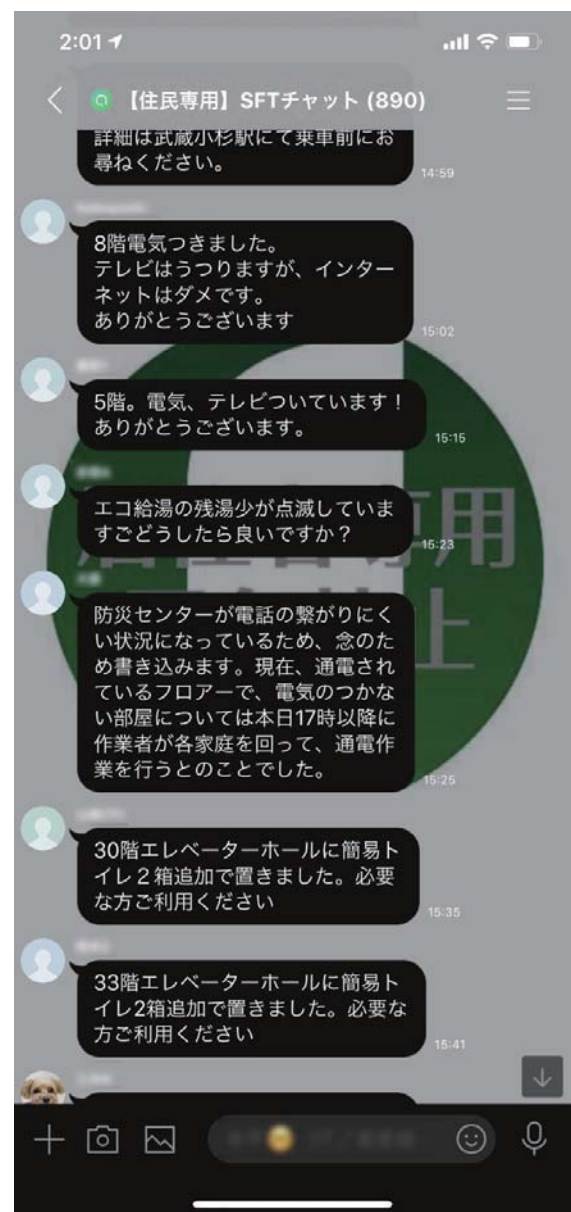 2:01
【住民専用】SFTチャット (890)
詳細は武蔵小杉駅にて乗車前にお
尋ねください。
14:59
8階電気つきました。
テレビはうつりますが、インター
ネットはダメです。
ありがとうございます
15:02
5階。電気、テレビついています！
ありがとうございます。
15:15
エコ給湯の残湯少が点滅していま
すごどうしたら良いですか？
15:23
防災センターが電話の繋がりにく
い状況になっているため、念のた
め書き込みます。現在、通電され
ているフロアーで、電気のつかな
い部屋については本日17時以降に
作業者が各家庭を回って、通電作
業を行うとのことでした。
15:25
30階エレベーターホールに簡易ト
イレ２箱追加で置きました。必要
な方ご利用ください
15:35
33階エレベーターホールに簡易ト
イレ2箱追加で置きました。必要な
方ご利用ください
15:41
専用
止